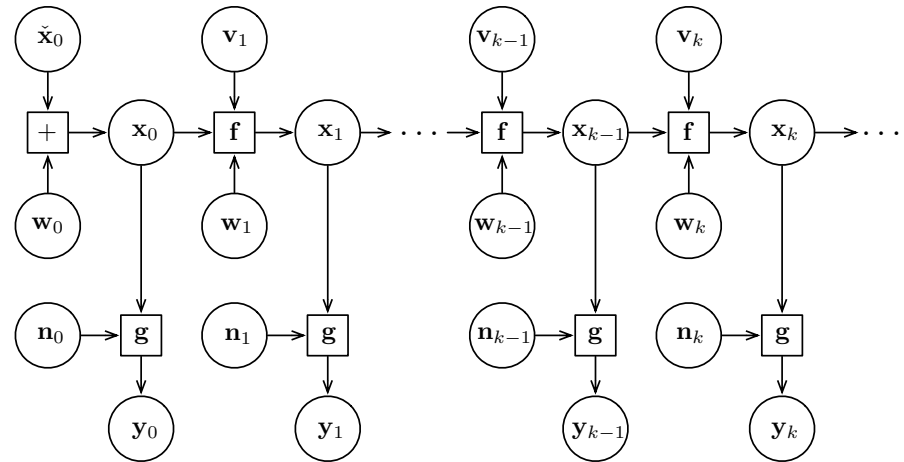 x̌₀ v₁ vₖ₋₁ vₖ
+ x₀ f x₁ ··· f xₖ₋₁ f xₖ ···
w₀ w₁ wₖ₋₁ wₖ
n₀ g n₁ g nₖ₋₁ g nₖ g
y₀ y₁ yₖ₋₁ yₖ